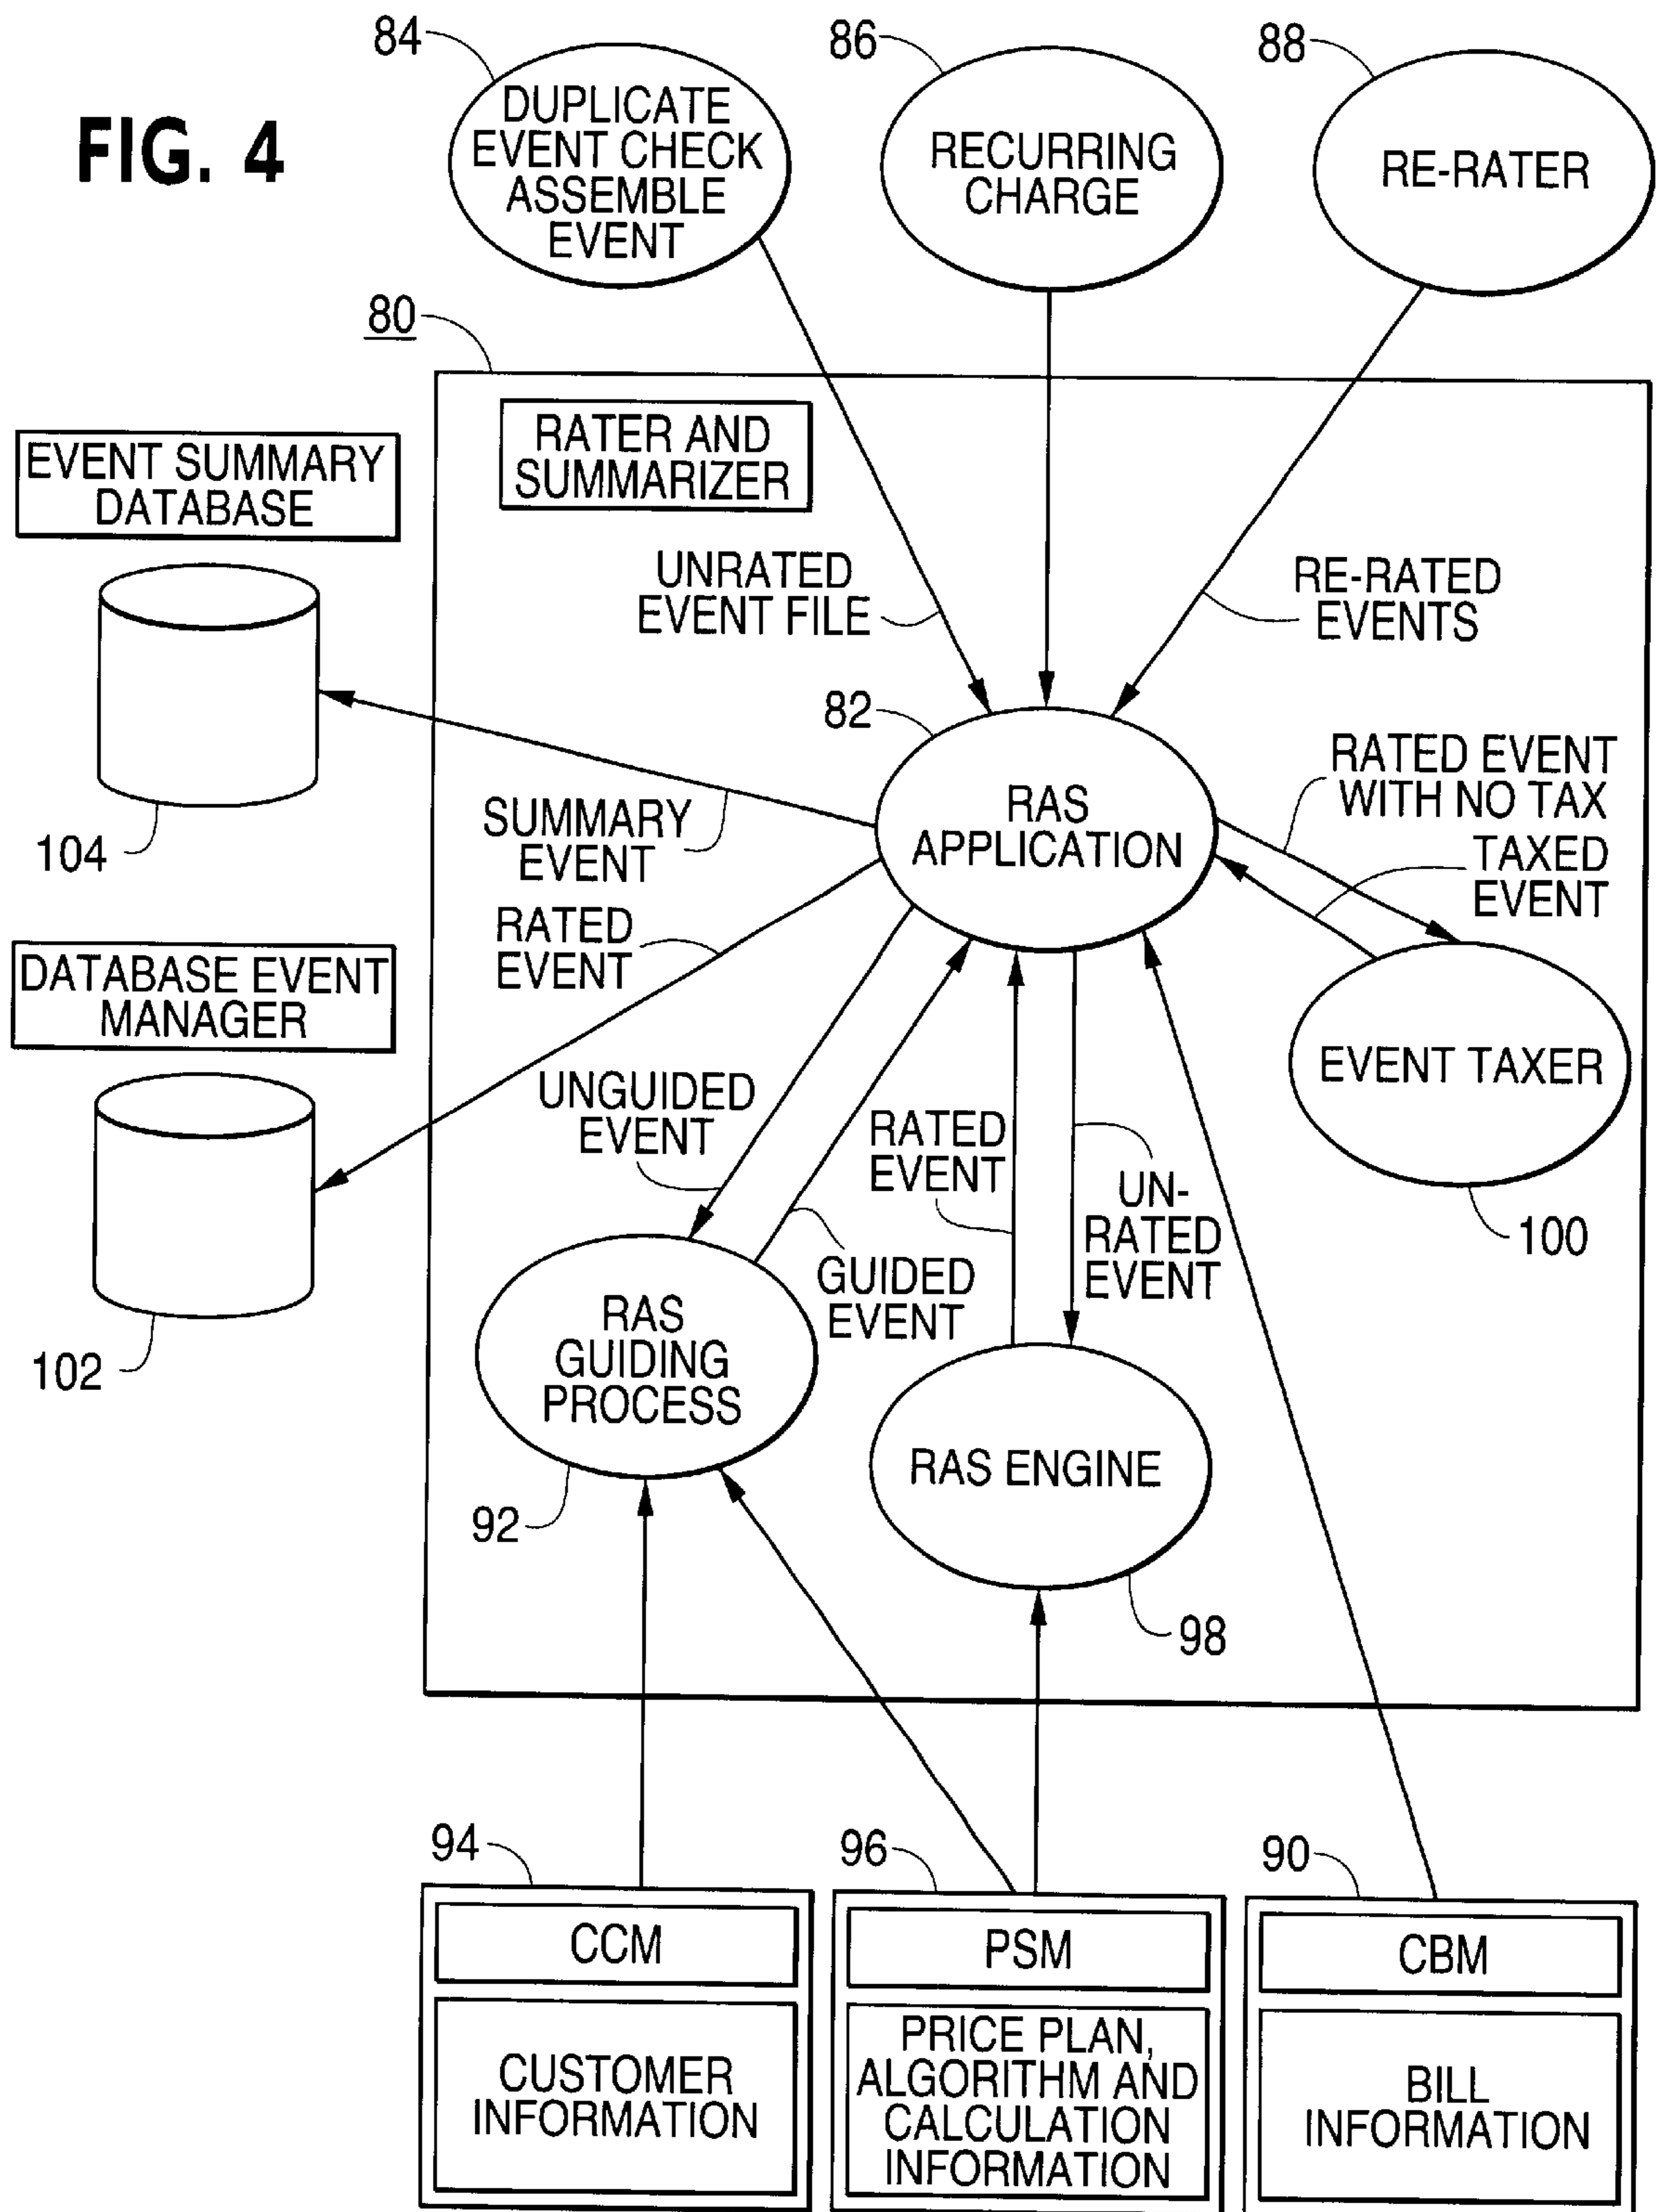 FIG. 4
84
DUPLICATE
EVENT CHECK
ASSEMBLE
EVENT
86
RECURRING
CHARGE
88
RE-RATER
80
RATER AND
SUMMARIZER
EVENT SUMMARY
DATABASE
104
UNRATED
EVENT FILE
RE-RATED
EVENTS
82
RAS
APPLICATION
RATED EVENT
WITH NO TAX
TAXED
EVENT
SUMMARY
EVENT
RATED
EVENT
DATABASE EVENT
MANAGER
102
EVENT TAXER
100
UNGUIDED
EVENT
RATED
EVENT
UN-
RATED
EVENT
GUIDED
EVENT
RAS
GUIDING
PROCESS
92
RAS ENGINE
98
94
CCM
CUSTOMER
INFORMATION
96
PSM
PRICE PLAN,
ALGORITHM AND
CALCULATION
INFORMATION
90
CBM
BILL
INFORMATION